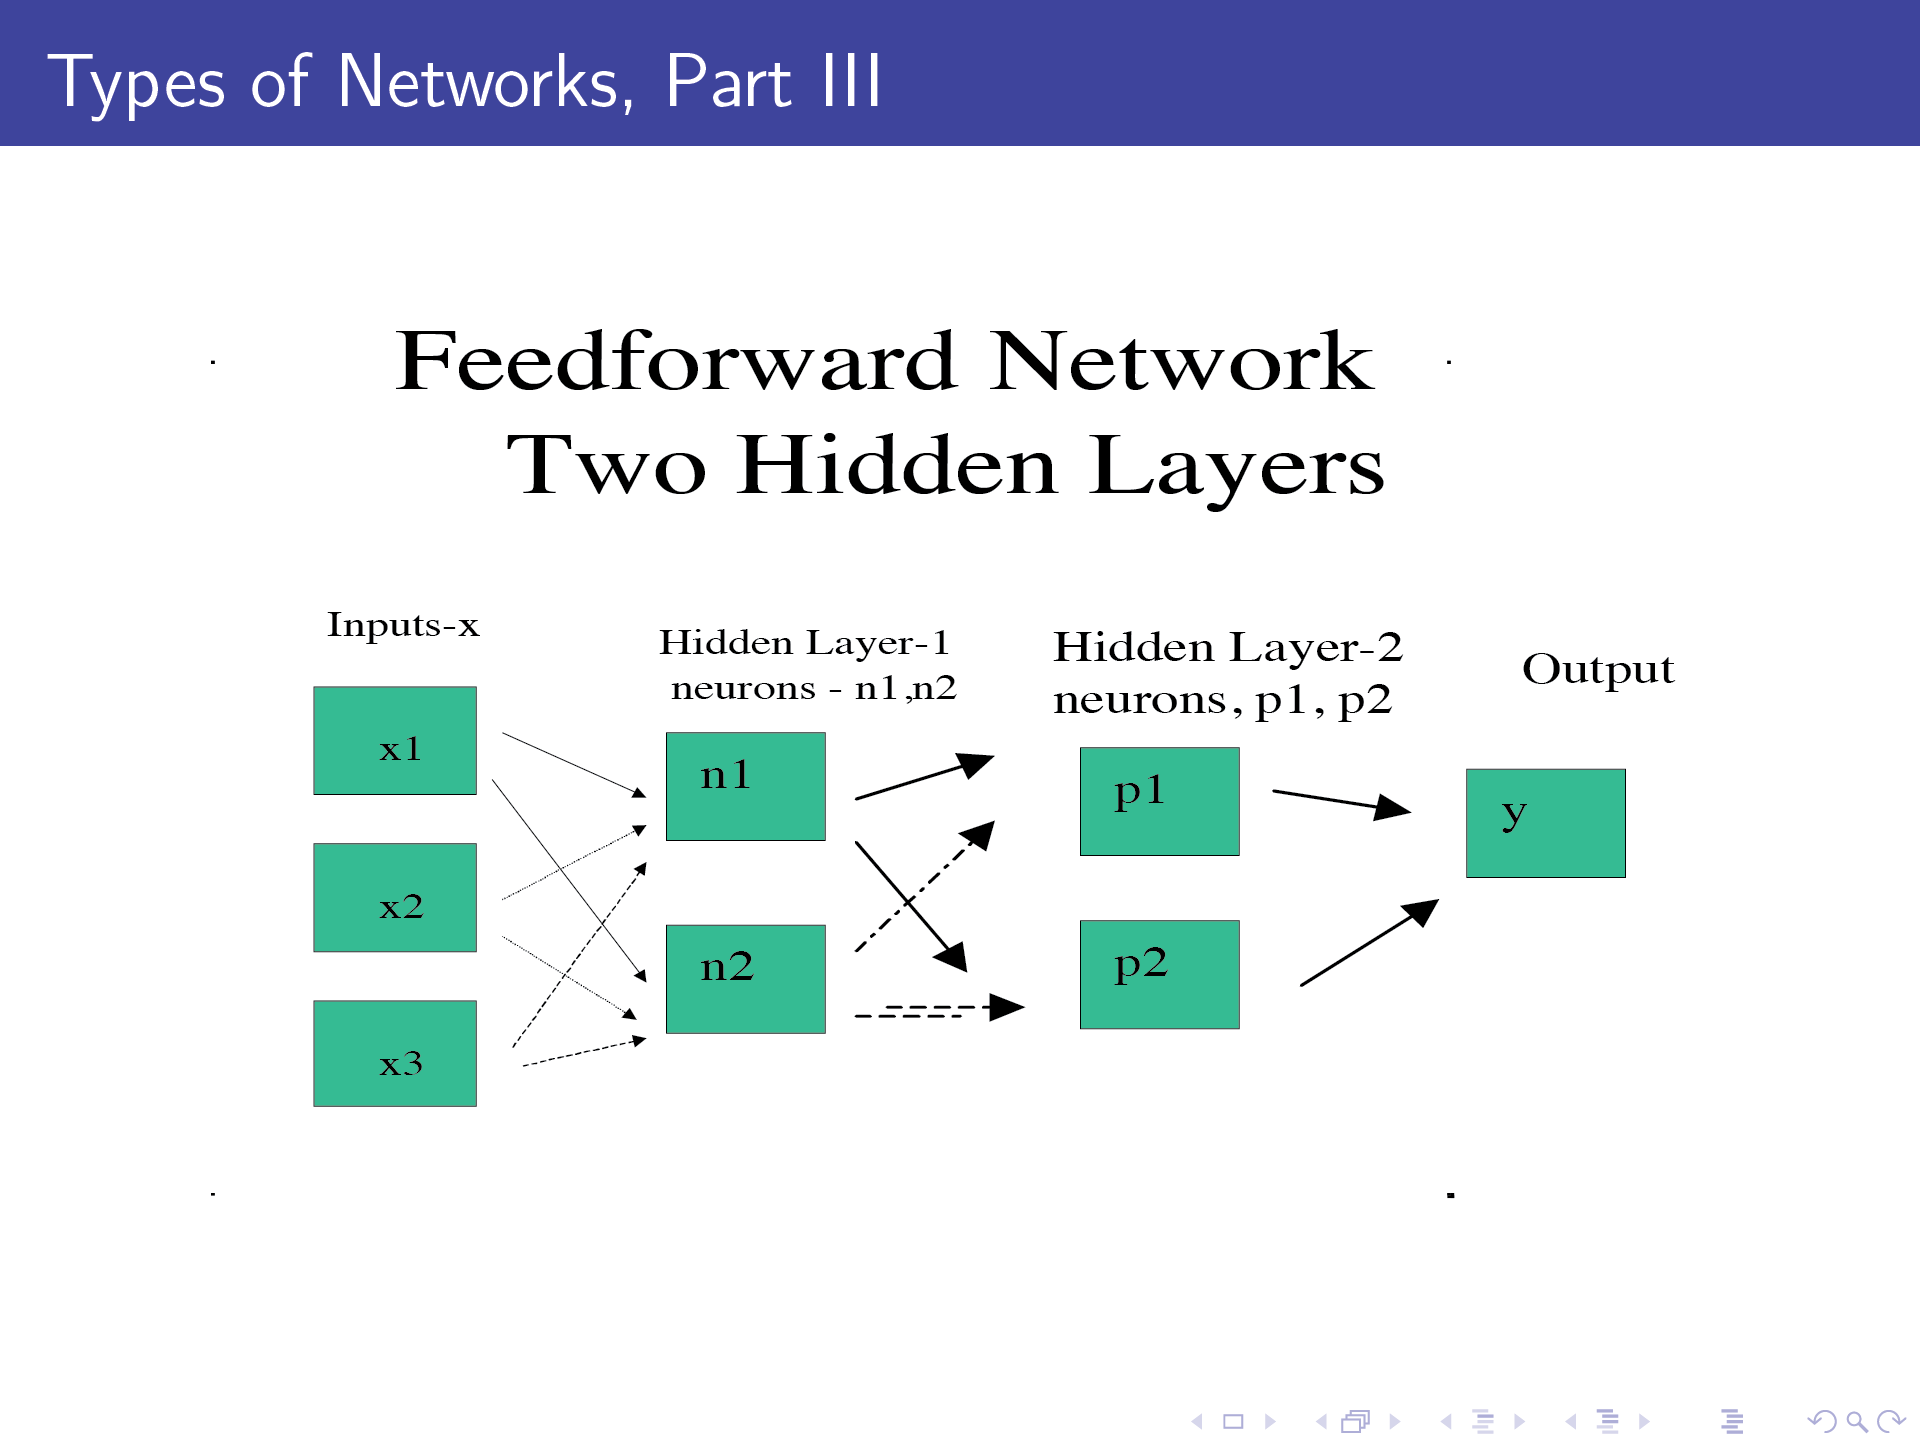 Types of Networks, Part III
Feedforward Network
Two Hidden Layers
Inputs-x
Hidden Layer-1
neurons - n1,n2
Hidden Layer-2
neurons, p1, p2
Output
x1
x2
x3
n1
n2
p1
p2
y